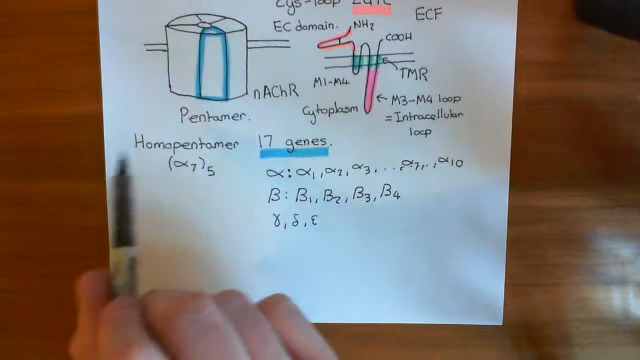 Cys-loop LGIC
EC domain.
NH2
ECF
COOH
nAChR
M1-M4
TMR
Pentamer.
Cytoplasm
M3-M4 loop
= Intracellular
loop
Homopentamer
(α7)5
17 genes.
α: α1, α2, α3, ..., α7, .., α10
β: β1, β2, β3, β4
γ, δ, ε